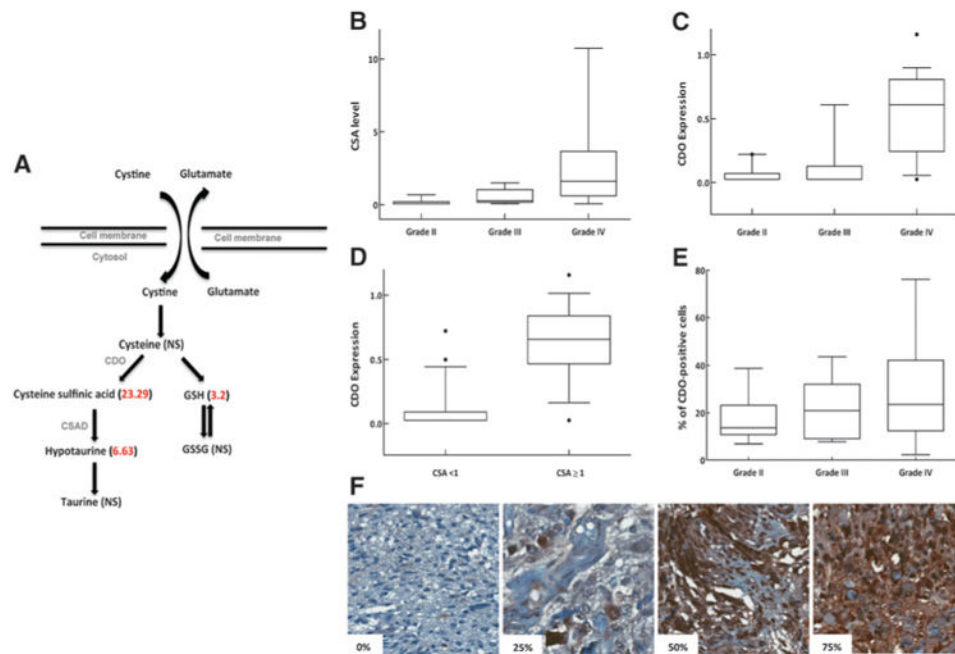 A
Cystine Glutamate
Cell membrane Cell membrane
Cytosol
Cystine Glutamate
Cysteine (NS)
CDO
Cysteine sulfinic acid (23.29) GSH (3.2)
CSAD
Hypotaurine (6.63) GSSG (NS)
Taurine (NS)
B
CSA level
10
5
0
Grade II Grade III Grade IV
C
CDO Expression
1.0
0.5
0.0
Grade II Grade III Grade IV
D
CDO Expression
1.0
0.5
0.0
CSA <1 CSA ≥ 1
E
% of CDO-positive cells
80
60
40
20
0
Grade II Grade III Grade IV
F
0% 25% 50% 75%